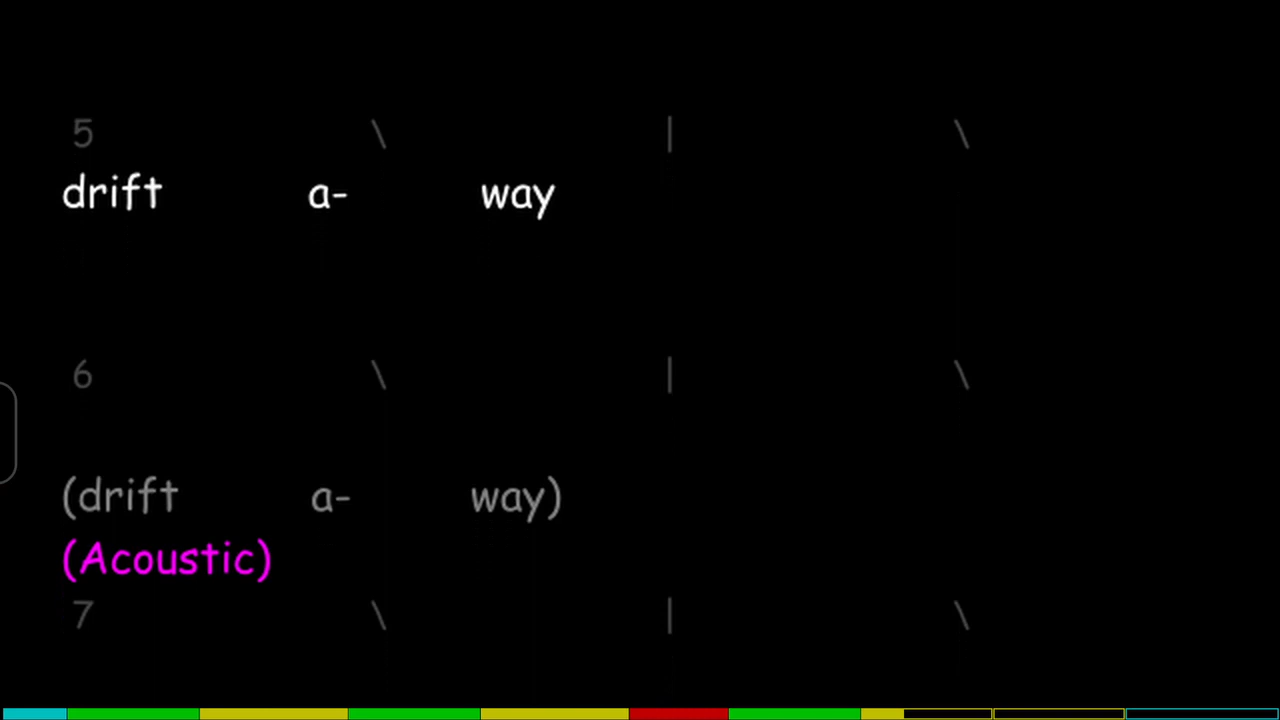 5 \ | \
drift a- way
6 \ | \
(drift a- way)
(Acoustic)
7 \ | \